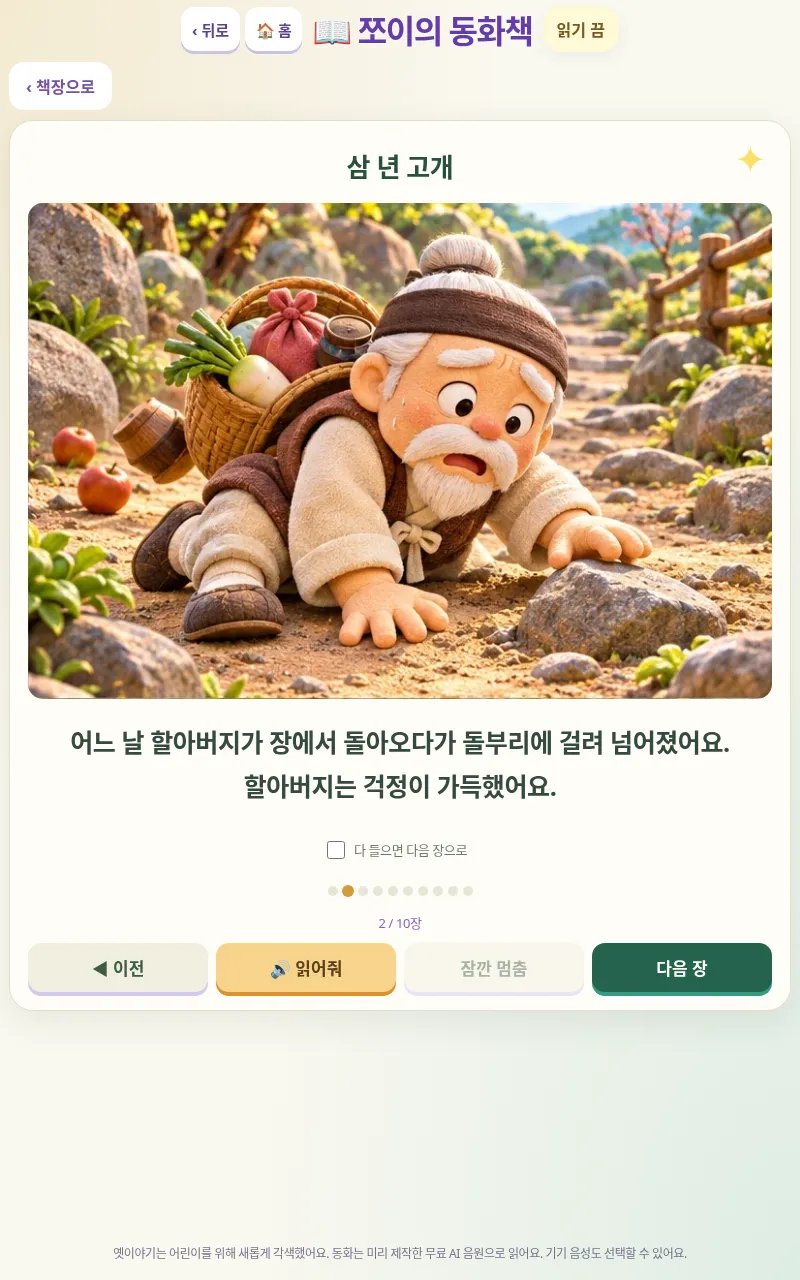 ‹ 뒤로
🏠 홈
📖 쪼이의 동화책
읽기 끝
‹ 책장으로
삼 년 고개
어느 날 할아버지가 장에서 돌아오다가 돌부리에 걸려 넘어졌어요.
할아버지는 걱정이 가득했어요.
다 들으면 다음 장으로
2 / 10장
◀ 이전
🔊 읽어줘
잠깐 멈춤
다음 장
옛이야기는 어린이를 위해 새롭게 각색했어요. 동화는 미리 제작한 무료 AI 음원으로 읽어요. 기기 음성도 선택할 수 있어요.